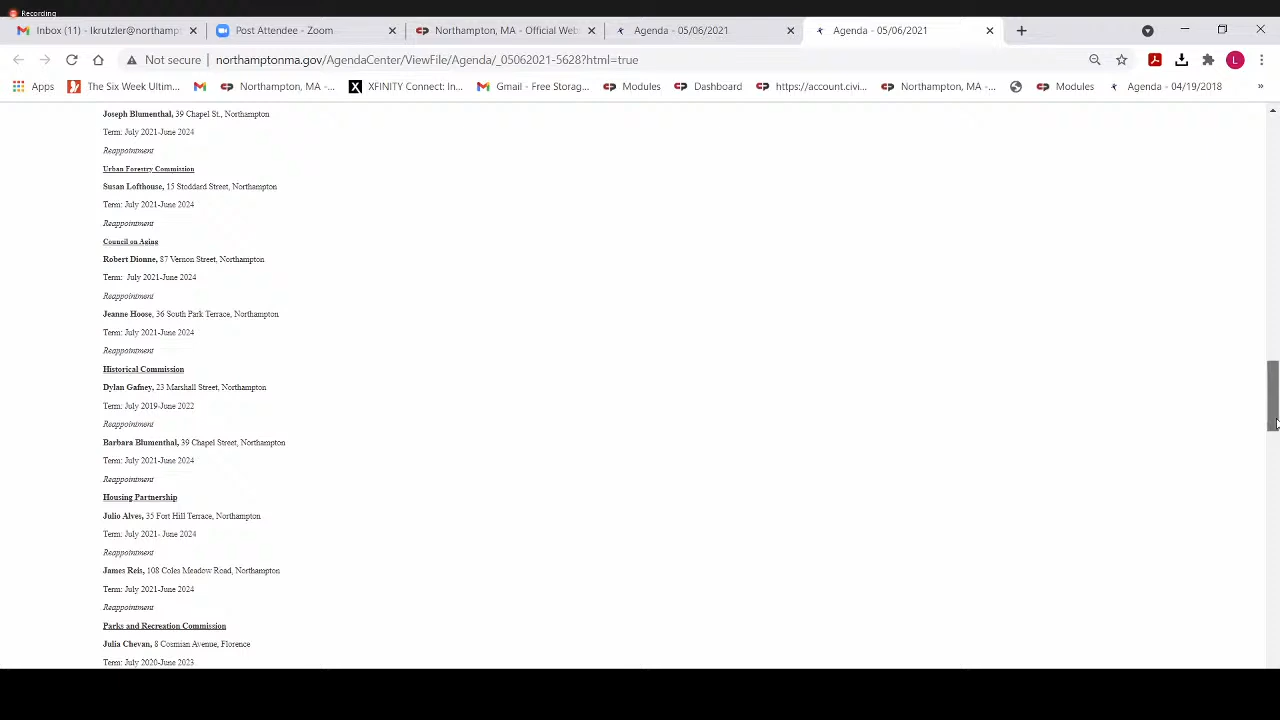 Recording
Inbox (11) - lkrutzler@northamp
Post Attendee - Zoom
Northampton, MA - Official Web
Agenda - 05/06/2021
Agenda - 05/06/2021
Not secure
northamptonma.gov/AgendaCenter/ViewFile/Agenda/_05062021-5628?html=true
L
Apps
The Six Week Ultim...
Northampton, MA -...
XFINITY Connect: In...
Gmail - Free Storag...
Modules
Dashboard
https://account.civi...
Northampton, MA -...
Modules
Agenda - 04/19/2018
»
Joseph Blumenthal, 39 Chapel St., Northampton
Term: July 2021-June 2024
Reappointment
Urban Forestry Commission
Susan Lofthouse, 15 Stoddard Street, Northampton
Term: July 2021-June 2024
Reappointment
Council on Aging
Robert Dionne, 87 Vernon Street, Northampton
Term: July 2021-June 2024
Reappointment
Jeanne Hoose, 36 South Park Terrace, Northampton
Term: July 2021-June 2024
Reappointment
Historical Commission
Dylan Gafney, 23 Marshall Street, Northampton
Term: July 2019-June 2022
Reappointment
Barbara Blumenthal, 39 Chapel Street, Northampton
Term: July 2021-June 2024
Reappointment
Housing Partnership
Julio Alves, 35 Fort Hill Terrace, Northampton
Term: July 2021- June 2024
Reappointment
James Reis, 108 Coles Meadow Road, Northampton
Term: July 2021-June 2024
Reappointment
Parks and Recreation Commission
Julia Chevan, 8 Cosmian Avenue, Florence
Term: July 2020-June 2023